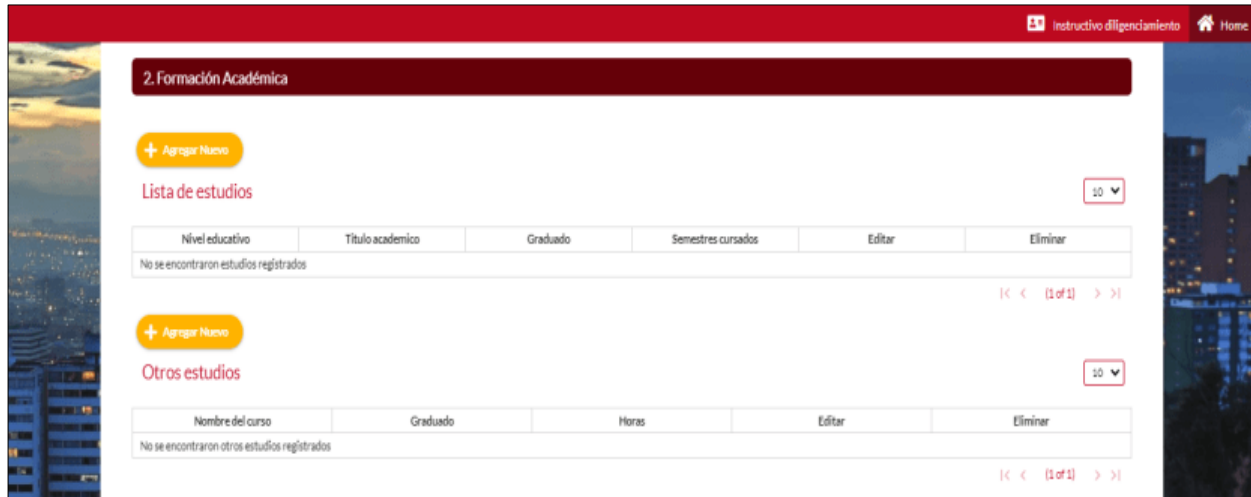 Instructivo diligenciamiento Home
2. Formación Académica
+ Agregar Nuevo
Lista de estudios
10
Nivel educativo Título academico Graduado Semestres cursados Editar Eliminar
No se encontraron estudios registrados
|< < (1 of 1) > >|
+ Agregar Nuevo
Otros estudios
10
Nombre del curso Graduado Horas Editar Eliminar
No se encontraron otros estudios registrados
|< < (1 of 1) > >|